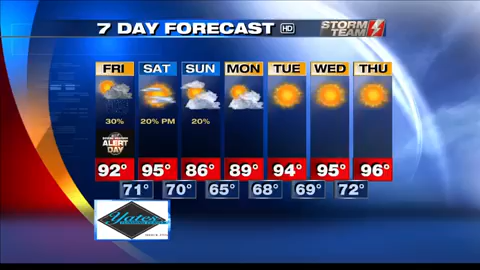 7 DAY FORECAST HD
STORM TEAM
FRI SAT SUN MON TUE WED THU
30% 20% PM 20%
ALERT DAY
92° 95° 86° 89° 94° 95° 96°
71° 70° 65° 68° 69° 72°
Yates